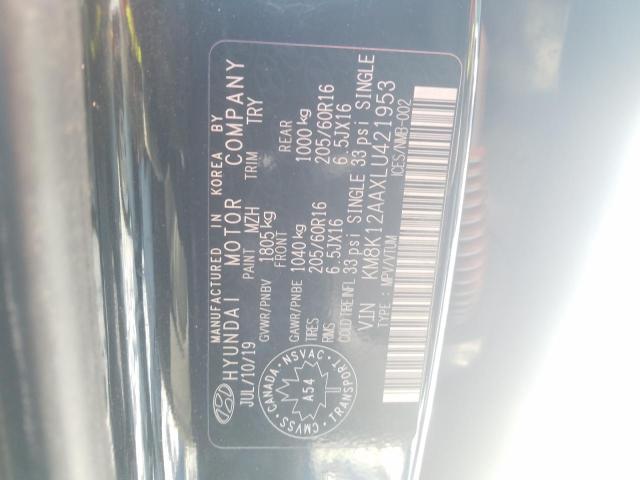 MANUFACTURED IN KOREA BY
HYUNDAI MOTOR COMPANY
JUL/10/19 PAINT MZH TRIM TRY
GVWR/PNBV 1805 kg
FRONT REAR
GAWR/PNBE 1040 kg 1000 kg
TIRES 205/60R16 205/60R16
RIMS 6.5JX16 6.5JX16
COLD TIRE INFL 33 psi SINGLE 33 psi SINGLE
VIN KM8K12AAXLU421953
TYPE : MPV/VTUM ICES/NMB-002
CANADA · NSVAC · TRANSPORT · CMVSS
A54